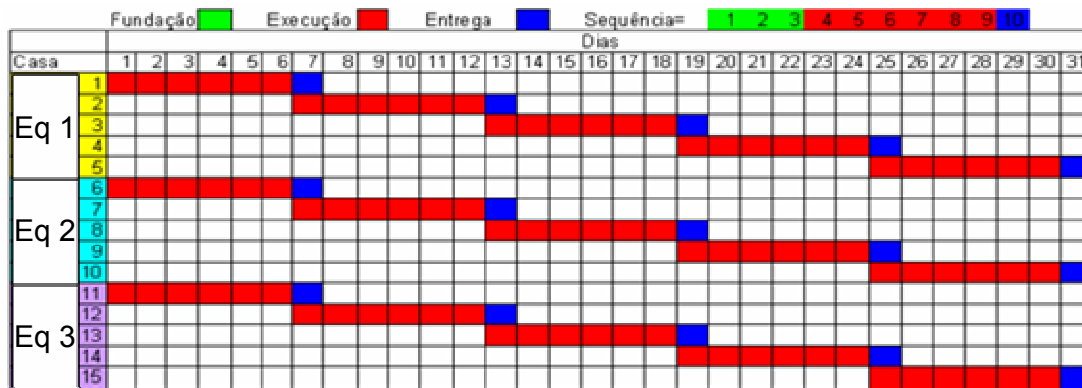 Fundação Execução Entrega Sequência= 1 2 3 4 5 6 7 8 9 10
Dias
Casa 1 2 3 4 5 6 7 8 9 10 11 12 13 14 15 16 17 18 19 20 21 22 23 24 25 26 27 28 29 30 31
Eq 1
1
2
3
4
5
Eq 2
6
7
8
9
10
Eq 3
11
12
13
14
15